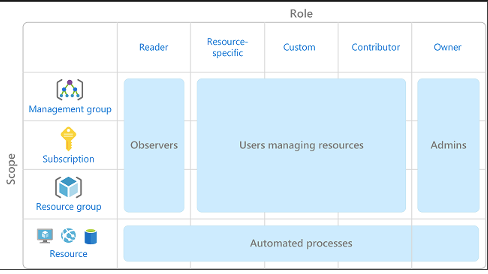 Role
Reader
Resource-
specific
Custom
Contributor
Owner
Scope
Management group
Subscription
Resource group
Resource
Observers
Users managing resources
Admins
Automated processes